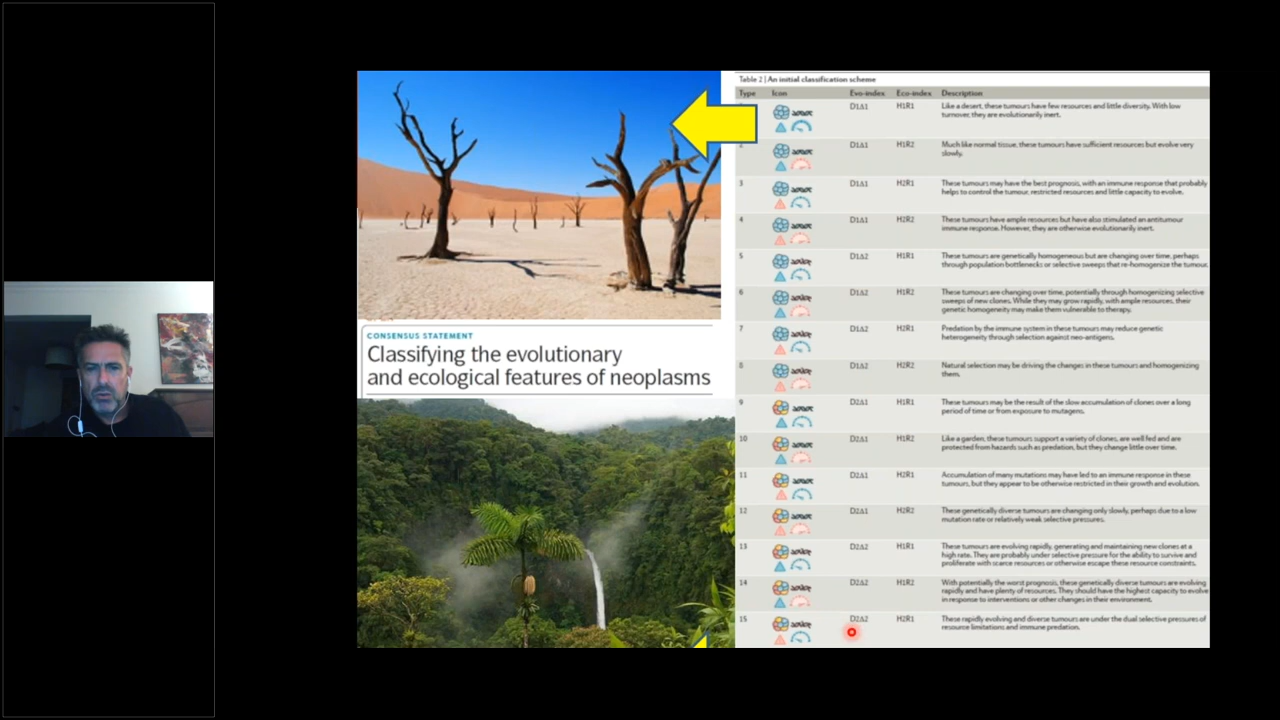 CONSENSUS STATEMENT
Classifying the evolutionary
and ecological features of neoplasms
Table 2 | An initial classification scheme
Type Icon Evo-index Eco-index Description
D1Δ1 H1R1 Like a desert, these tumours have few resources and little diversity. With low
turnover, they are evolutionarily inert.
2 D1Δ1 H1R2 Much like normal tissue, these tumours have sufficient resources but evolve very
slowly.
3 D1Δ1 H2R1 These tumours may have the best prognosis, with an immune response that probably
helps to control the tumour, restricted resources and little capacity to evolve.
4 D1Δ1 H2R2 These tumours have ample resources but have also stimulated an antitumour
immune response. However, they are otherwise evolutionarily inert.
5 D1Δ2 H1R1 These tumours are genetically homogeneous but are changing over time, perhaps
through population bottlenecks or selective sweeps that re-homogenize the tumour.
6 D1Δ2 H1R2 These tumours are changing over time, potentially through homogenizing selective
sweeps of new clones. While they may grow rapidly, with ample resources, their
genetic homogeneity may make them vulnerable to therapy.
7 D1Δ2 H2R1 Predation by the immune system in these tumours may reduce genetic
heterogeneity through selection against neo-antigens.
8 D1Δ2 H2R2 Natural selection may be driving the changes in these tumours and homogenizing
them.
9 D2Δ1 H1R1 These tumours may be the result of the slow accumulation of clones over a long
period of time or from exposure to mutagens.
10 D2Δ1 H1R2 Like a garden, these tumours support a variety of clones, are well fed and are
protected from hazards such as predation, but they change little over time.
11 D2Δ1 H2R1 Accumulation of many mutations may have led to an immune response in these
tumours, but they appear to be otherwise restricted in their growth and evolution.
12 D2Δ1 H2R2 These genetically diverse tumours are changing only slowly, perhaps due to a low
mutation rate or relatively weak selective pressures.
13 D2Δ2 H1R1 These tumours are evolving rapidly, generating and maintaining new clones at a
high rate. They are probably under selective pressure for the ability to survive and
proliferate with scarce resources or otherwise escape these resource constraints.
14 D2Δ2 H1R2 With potentially the worst prognosis, these genetically diverse tumours are evolving
rapidly and have plenty of resources. They should have the highest capacity to evolve
in response to interventions or other changes in their environment.
15 D2Δ2 H2R1 These rapidly evolving and diverse tumours are under the dual selective pressures of
resource limitations and immune predation.